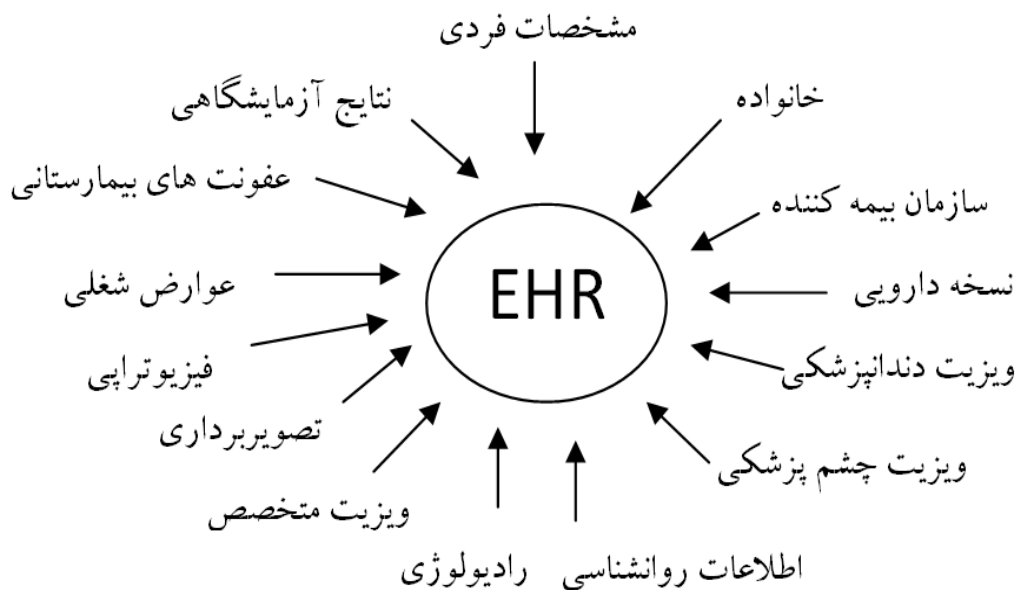 مشخصات فردی
نتایج آزمایشگاهی
خانواده
عفونت های بیمارستانی
سازمان بیمه کننده
EHR
عوارض شغلی
نسخه دارویی
فیزیوتراپی
ویزیت دندانپزشکی
تصویربرداری
ویزیت چشم پزشکی
ویزیت متخصص
رادیولوژی
اطلاعات روانشناسی